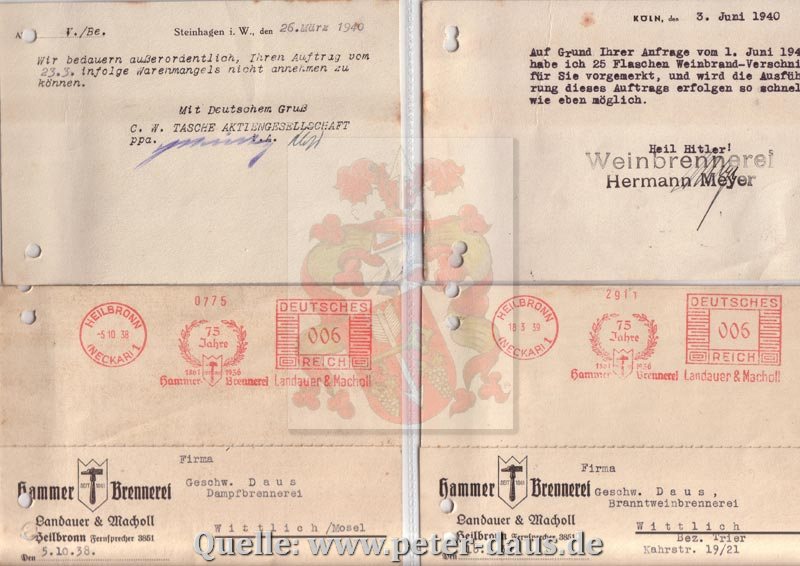 V./Be.
Steinhagen i. W., den 26. März 1940
Wir bedauern außerordentlich, Ihren Auftrag vom
23.3. infolge Warenmangels nicht annehmen zu
können.
Mit Deutschem Gruß
C. W. TASCHE AKTIENGESELLSCHAFT
ppa.
KÖLN, den 3. Juni 1940
Auf Grund Ihrer Anfrage vom 1. Juni 194
habe ich 25 Flaschen Weinbrand-Verschni
für Sie vorgemerkt, und wird die Ausfüh
rung dieses Auftrags erfolgen so schnel
wie eben möglich.
Heil Hitler!
Weinbrennerei
Hermann Meyer
HEILBRONN
-5.10 38
(NECKAR) 1
0775
75
Jahre
1861 1936
Hammer Brennerei
DEUTSCHES
006
REICH
Landauer & Macholl
HEILBRONN
18 3 39
(NECKAR) 1
2911
75
Jahre
1861 1936
Hammer Brennerei
DEUTSCHES
006
REICH
Landauer & Macholl
Hammer SEIT 1861 Brennerei
Landauer & Macholl
Heilbronn Fernsprecher 3851
Den 5.10.38.
Firma
Geschw. Daus
Dampfbrennerei
Wittlich/Mosel
Hammer SEIT 1861 Brennerei
Landauer & Macholl
Heilbronn Fernsprecher 3851
Den
Firma
Geschw. Daus,
Branntweinbrennerei
Wittlich
Bez. Trier
Kahrstr. 19/21
Quelle: www.peter-daus.de